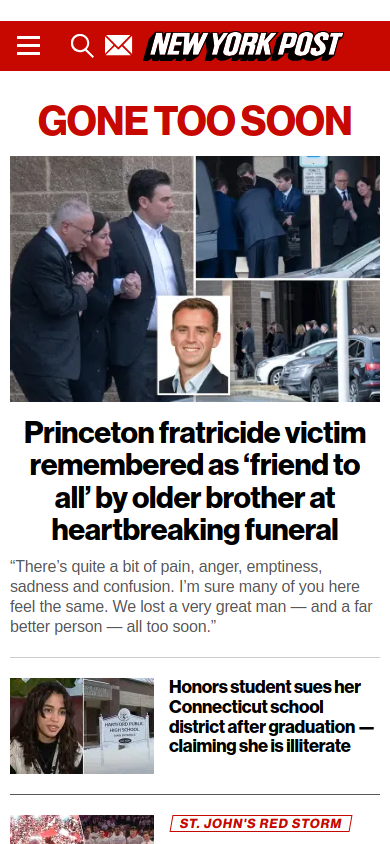 NEW YORK POST
GONE TOO SOON
Princeton fratricide victim
remembered as ‘friend to
all’ by older brother at
heartbreaking funeral
“There’s quite a bit of pain, anger, emptiness,
sadness and confusion. I’m sure many of you here
feel the same. We lost a very great man — and a far
better person — all too soon.”
HARTFORD PUBLIC
HIGH SCHOOL
Honors student sues her
Connecticut school
district after graduation —
claiming she is illiterate
ST. JOHN'S RED STORM